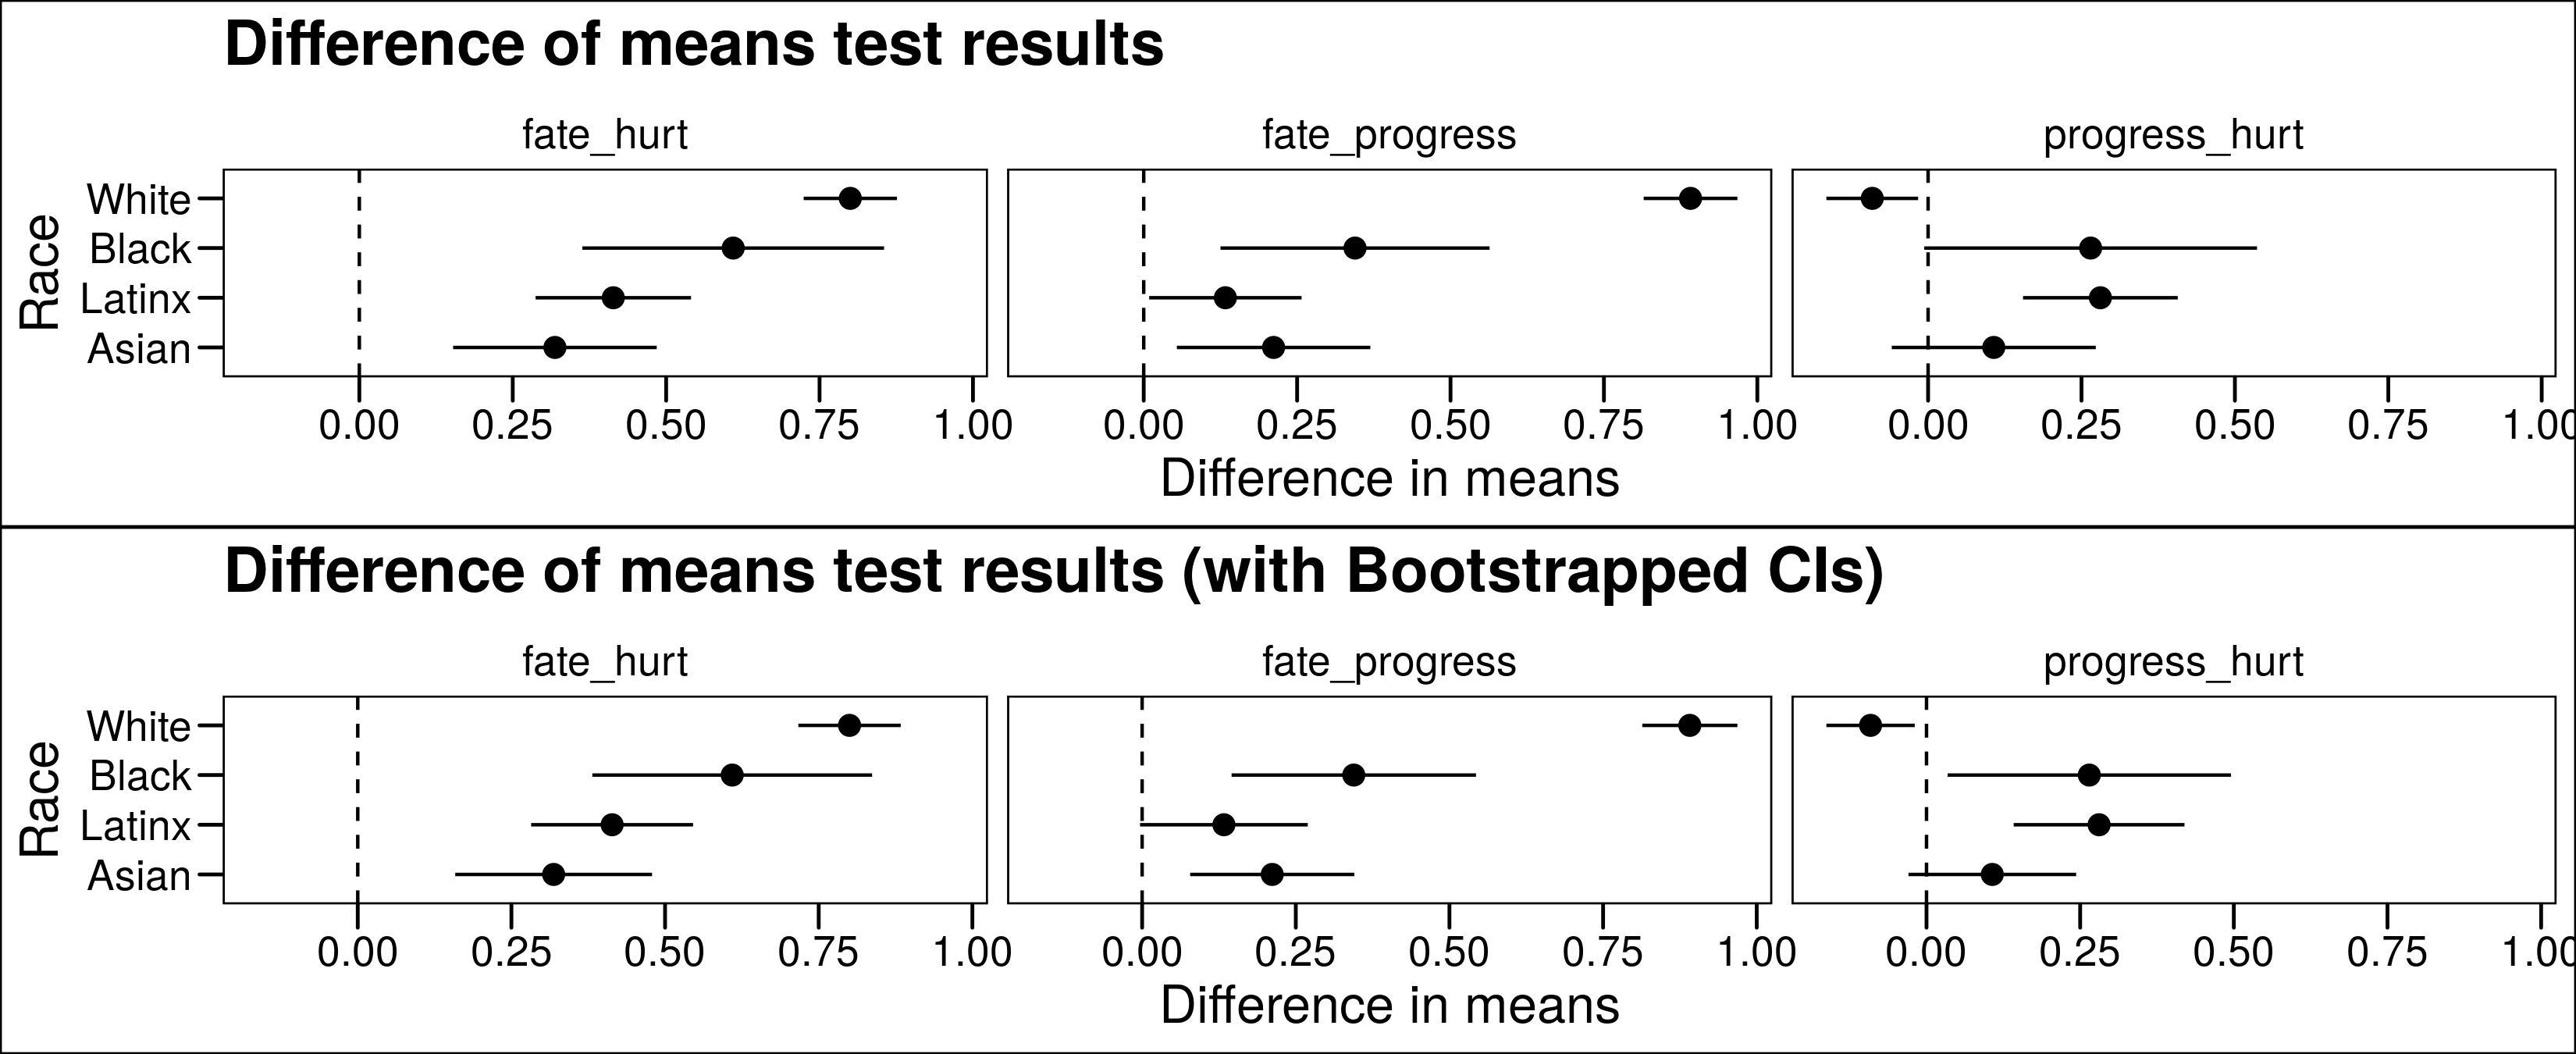 Difference of means test results
fate_hurt fate_progress progress_hurt
Race
White
Black
Latinx
Asian
0.00 0.25 0.50 0.75 1.00 0.00 0.25 0.50 0.75 1.00 0.00 0.25 0.50 0.75 1.00
Difference in means
Difference of means test results (with Bootstrapped CIs)
fate_hurt fate_progress progress_hurt
Race
White
Black
Latinx
Asian
0.00 0.25 0.50 0.75 1.00 0.00 0.25 0.50 0.75 1.00 0.00 0.25 0.50 0.75 1.00
Difference in means